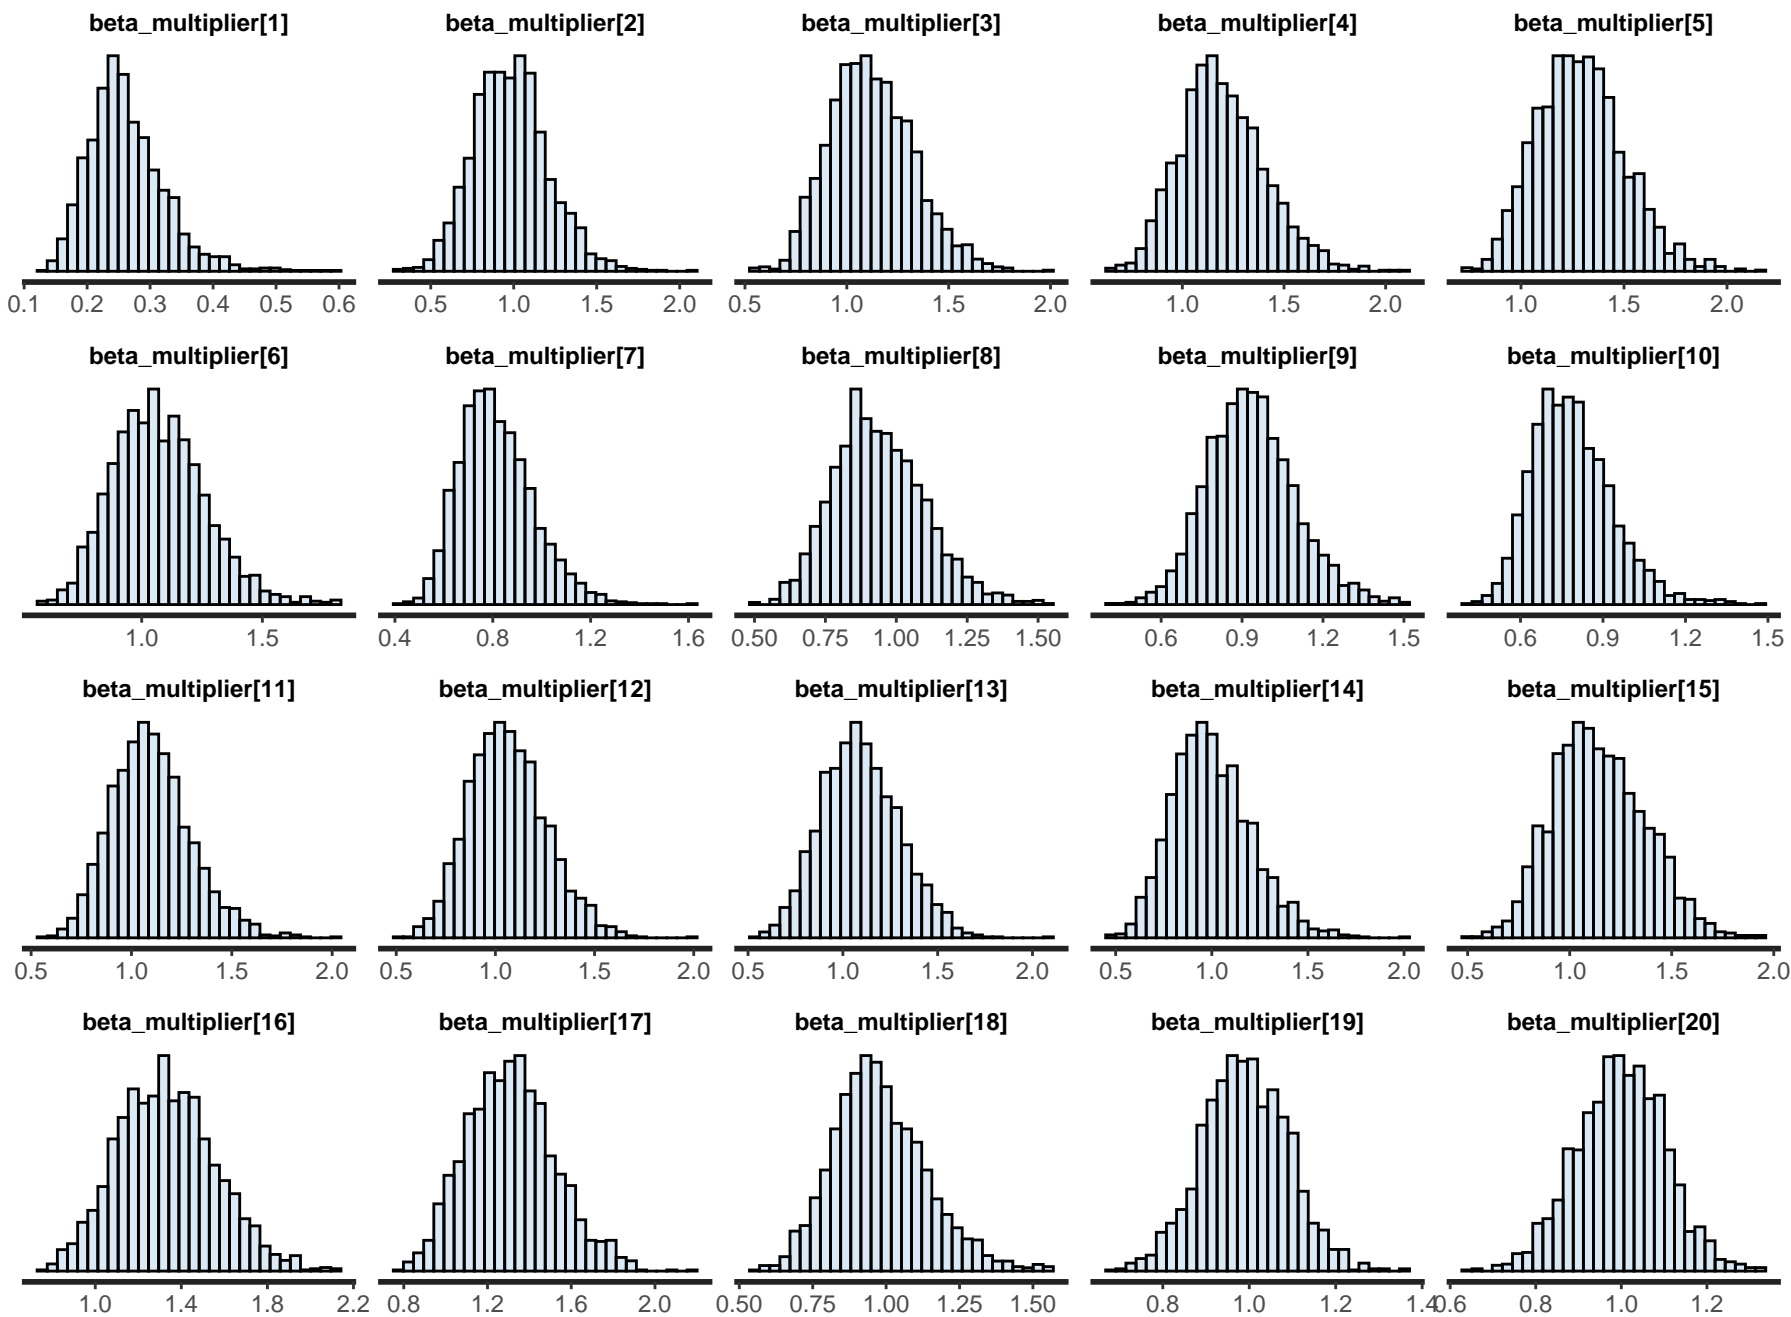 beta_multiplier[1] beta_multiplier[2] beta_multiplier[3] beta_multiplier[4] beta_multiplier[5]
0.1 0.2 0.3 0.4 0.5 0.6 0.5 1.0 1.5 2.0 0.5 1.0 1.5 2.0 1.0 1.5 2.0 1.0 1.5 2.0
beta_multiplier[6] beta_multiplier[7] beta_multiplier[8] beta_multiplier[9] beta_multiplier[10]
1.0 1.5 0.4 0.8 1.2 1.6 0.50 0.75 1.00 1.25 1.50 0.6 0.9 1.2 1.5 0.6 0.9 1.2 1.5
beta_multiplier[11] beta_multiplier[12] beta_multiplier[13] beta_multiplier[14] beta_multiplier[15]
0.5 1.0 1.5 2.0 0.5 1.0 1.5 2.0 0.5 1.0 1.5 2.0 0.5 1.0 1.5 2.0 0.5 1.0 1.5 2.0
beta_multiplier[16] beta_multiplier[17] beta_multiplier[18] beta_multiplier[19] beta_multiplier[20]
1.0 1.4 1.8 2.2 0.8 1.2 1.6 2.0 0.50 0.75 1.00 1.25 1.50 0.8 1.0 1.2 1.4 0.6 0.8 1.0 1.2